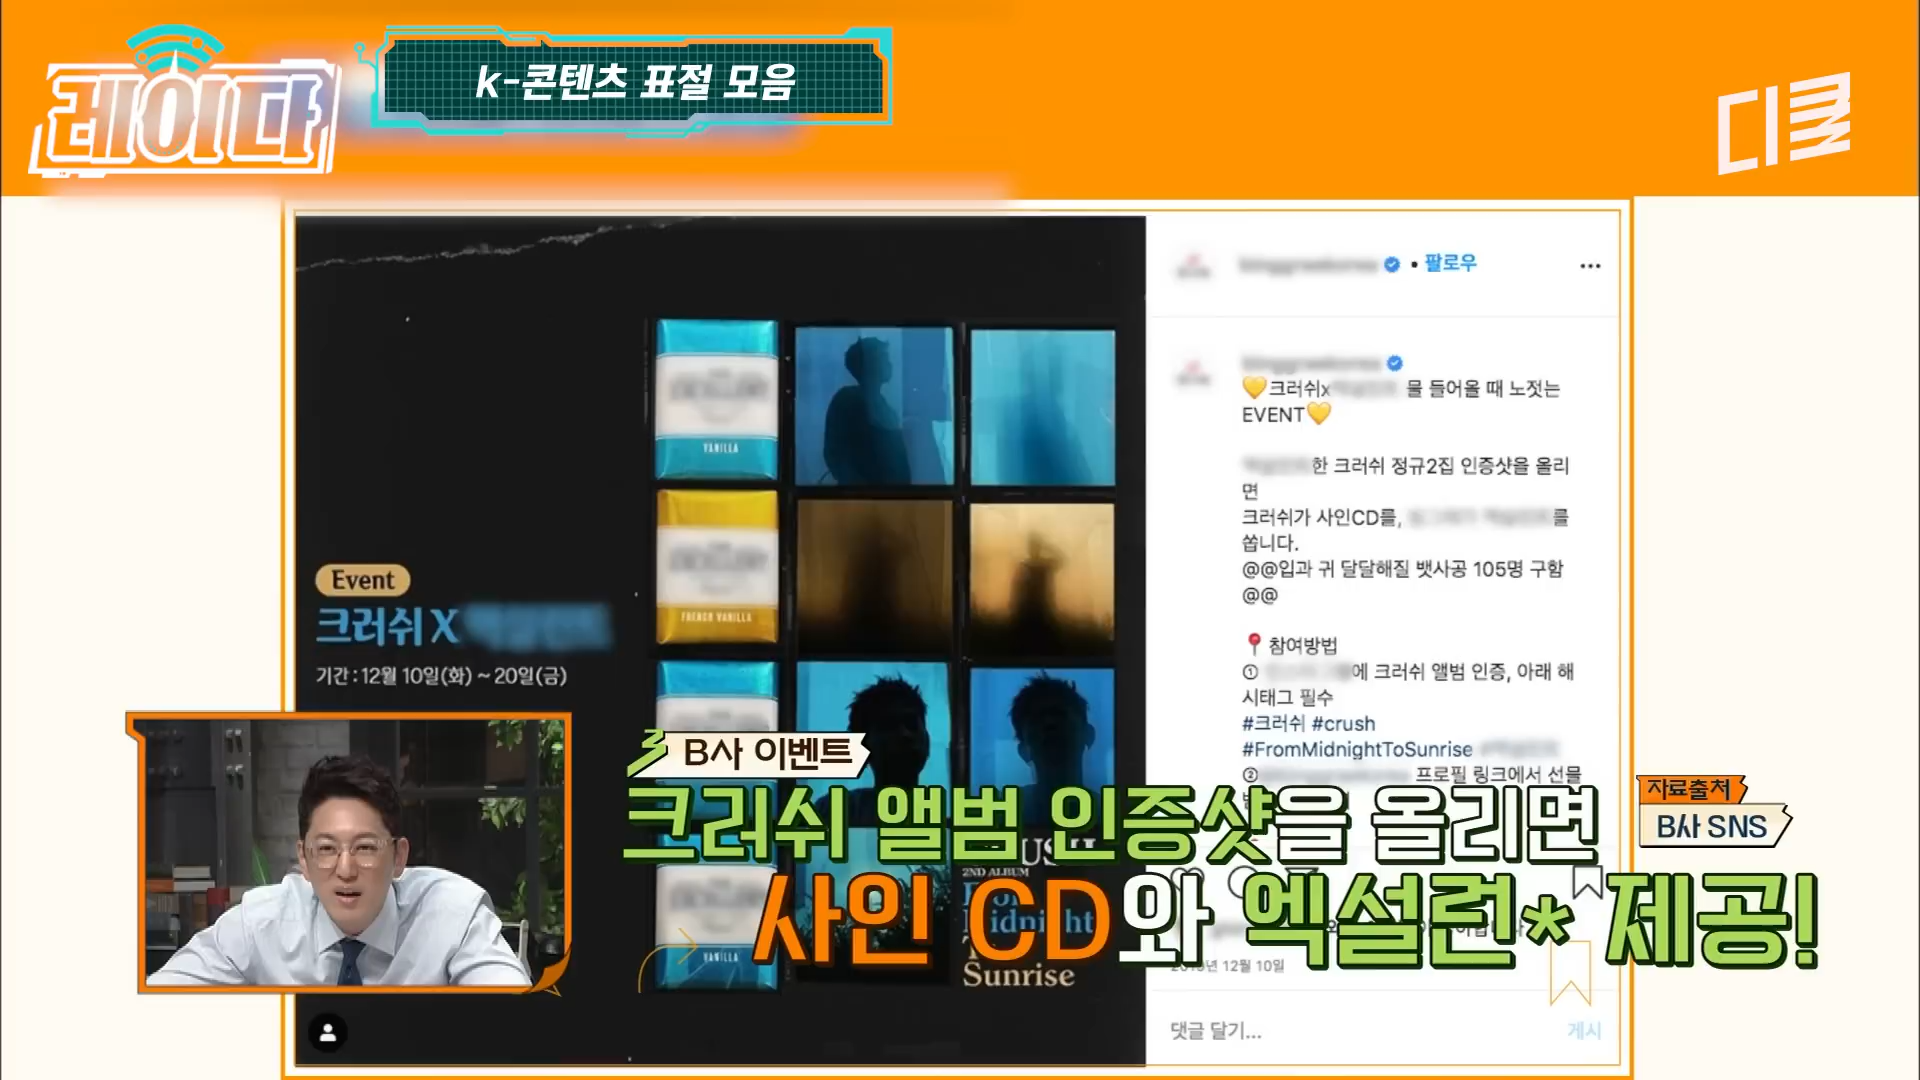 레이다
k-콘텐츠 표절 모음
디클
팔로우
💛크러쉬x 물 들어올 때 노젓는
EVENT💛
한 크러쉬 정규2집 인증샷을 올리
면
크러쉬가 사인CD를, 를
쏩니다.
@@입과 귀 달달해질 뱃사공 105명 구함
@@
📍참여방법
① 에 크러쉬 앨범 인증, 아래 해
시태그 필수
#크러쉬 #crush
#FromMidnightToSunrise
② 프로필 링크에서 선물
VANILLA
FRENCH VANILLA
Event
크러쉬 X
기간 : 12월 10일(화) ~ 20일(금)
B사 이벤트
크러쉬 앨범 인증샷을 올리면
사인 CD와 엑설런* 제공!
자료출처
B사 SNS
2ND ALBUM
Midnight
Sunrise
VANILLA
12월 10일
댓글 달기...
게시